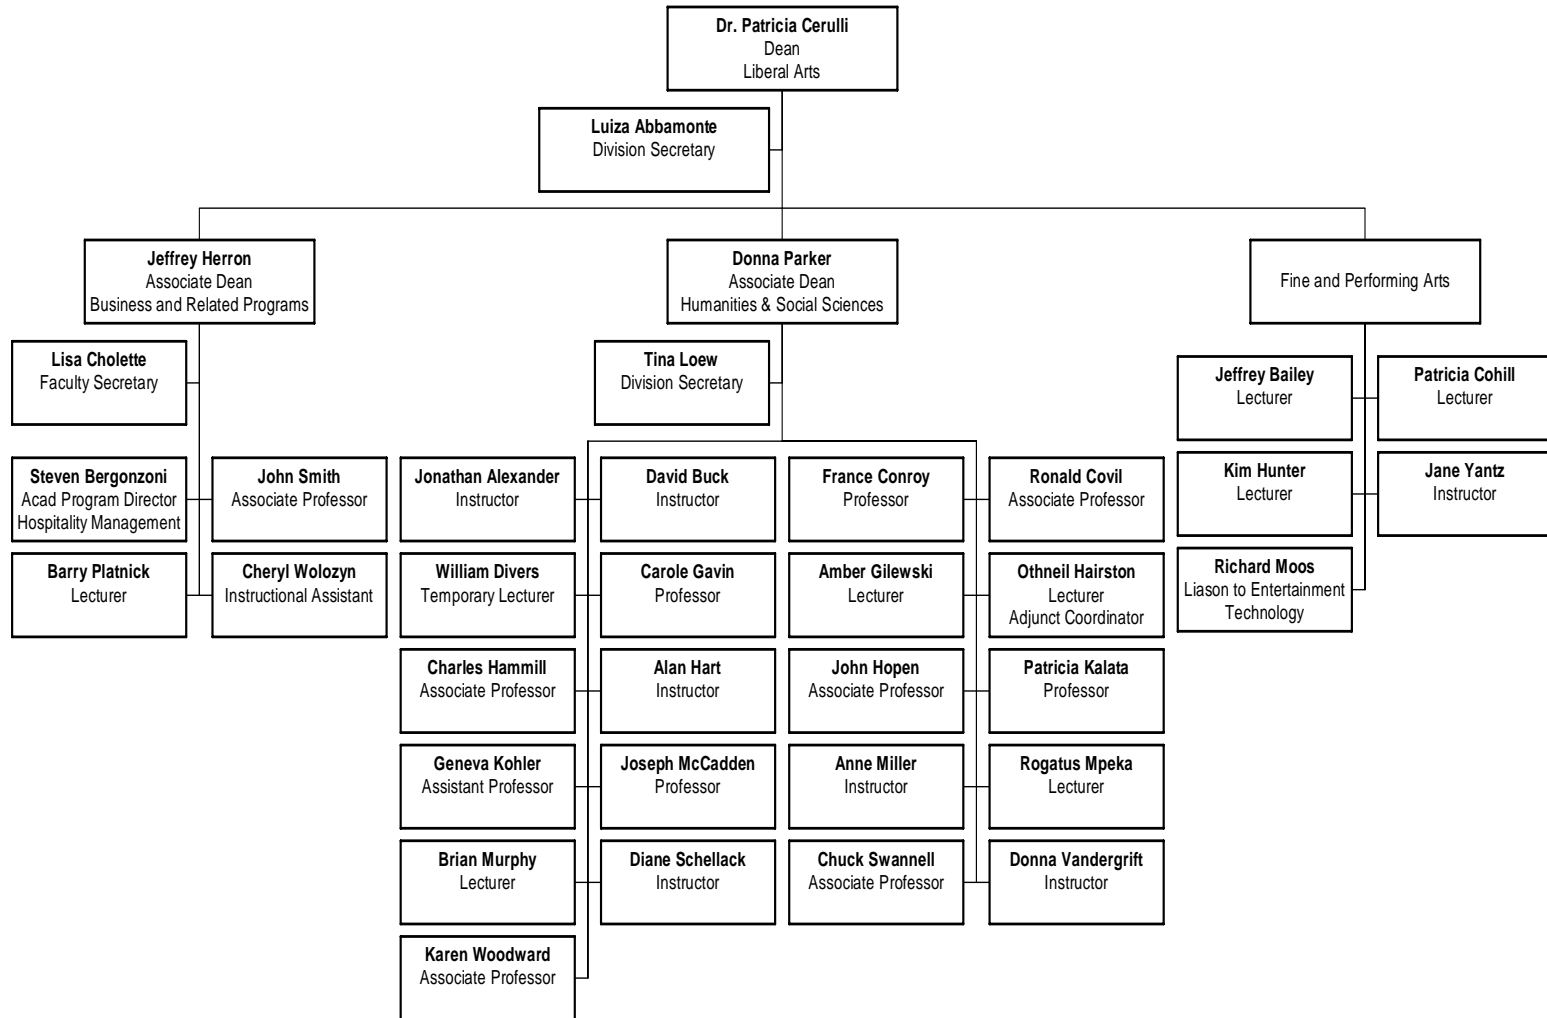 Dr. Patricia Cerulli
Dean
Liberal Arts
Luiza Abbamonte
Division Secretary
Jeffrey Herron
Associate Dean
Business and Related Programs
Donna Parker
Associate Dean
Humanities & Social Sciences
Fine and Performing Arts
Lisa Cholette
Faculty Secretary
Tina Loew
Division Secretary
Jeffrey Bailey
Lecturer
Patricia Cohill
Lecturer
Steven Bergonzoni
Acad Program Director
Hospitality Management
John Smith
Associate Professor
Jonathan Alexander
Instructor
David Buck
Instructor
France Conroy
Professor
Ronald Covil
Associate Professor
Kim Hunter
Lecturer
Jane Yantz
Instructor
Barry Platnick
Lecturer
Cheryl Wolozyn
Instructional Assistant
William Divers
Temporary Lecturer
Carole Gavin
Professor
Amber Gilewski
Lecturer
Othneil Hairston
Lecturer
Adjunct Coordinator
Richard Moos
Liason to Entertainment
Technology
Charles Hammill
Associate Professor
Alan Hart
Instructor
John Hopen
Associate Professor
Patricia Kalata
Professor
Geneva Kohler
Assistant Professor
Joseph McCadden
Professor
Anne Miller
Instructor
Rogatus Mpeka
Lecturer
Brian Murphy
Lecturer
Diane Schellack
Instructor
Chuck Swannell
Associate Professor
Donna Vandergrift
Instructor
Karen Woodward
Associate Professor